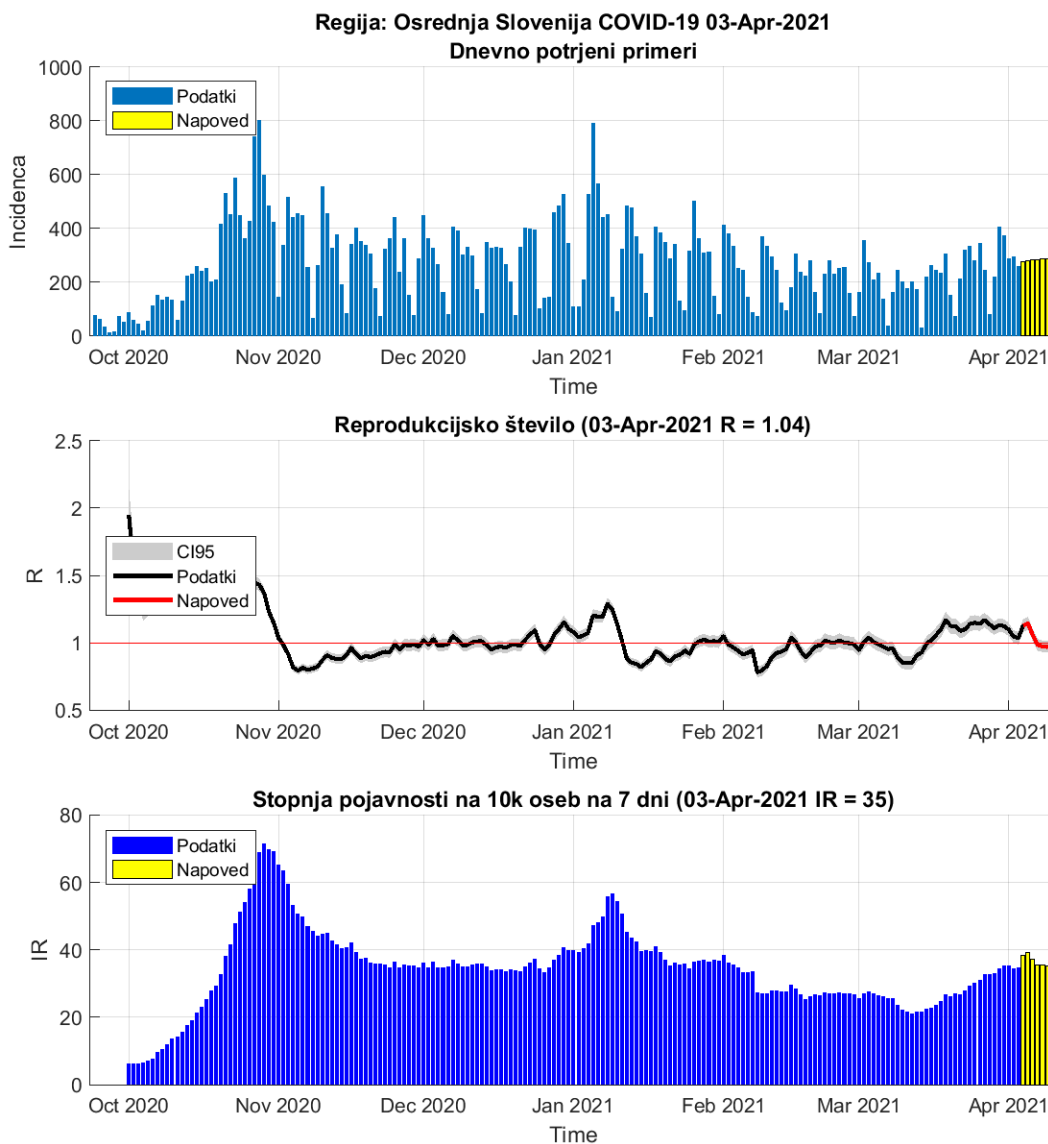 Regija: Osrednja Slovenija COVID-19 03-Apr-2021
Dnevno potrjeni primeri
1000
800
600
400
200
0
Incidenca
Podatki
Napoved
Oct 2020 Nov 2020 Dec 2020 Jan 2021 Feb 2021 Mar 2021 Apr 2021
Time
Reprodukcijsko število (03-Apr-2021 R = 1.04)
2.5
2
1.5
1
0.5
R
CI95
Podatki
Napoved
Oct 2020 Nov 2020 Dec 2020 Jan 2021 Feb 2021 Mar 2021 Apr 2021
Time
Stopnja pojavnosti na 10k oseb na 7 dni (03-Apr-2021 IR = 35)
80
60
40
20
0
IR
Podatki
Napoved
Oct 2020 Nov 2020 Dec 2020 Jan 2021 Feb 2021 Mar 2021 Apr 2021
Time